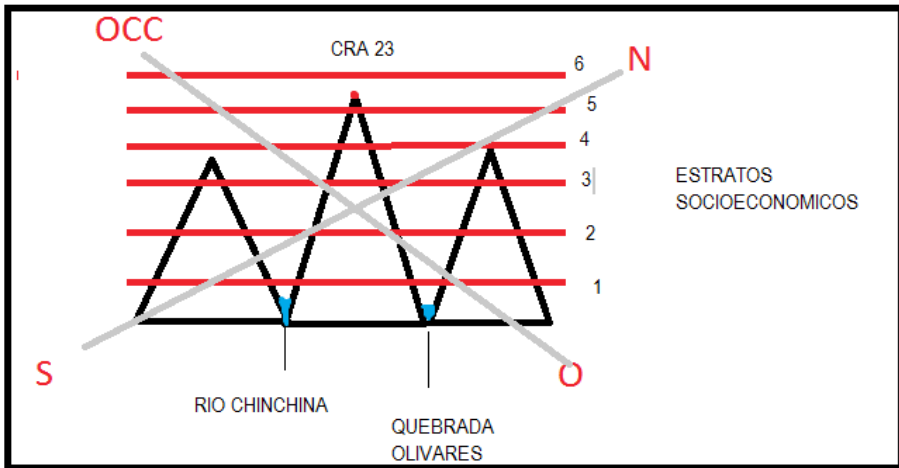 OCC
CRA 23
6
N
5
4
3
ESTRATOS
SOCIOECONOMICOS
2
1
S
O
RIO CHINCHINA
QUEBRADA
OLIVARES